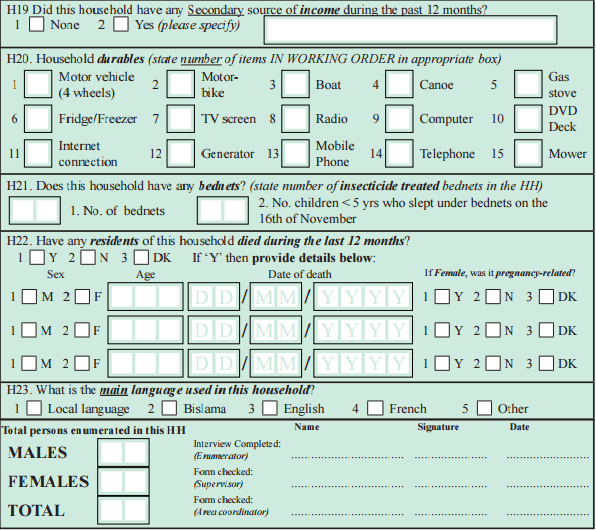 H19 Did this household have any Secondary source of income during the past 12 months?
1 None 2 Yes (please specify)
H20. Household durables (state number of items IN WORKING ORDER in appropriate box)
1 Motor vehicle (4 wheels) 2 Motor-bike 3 Boat 4 Canoe 5 Gas stove
6 Fridge/Freezer 7 TV screen 8 Radio 9 Computer 10 DVD Deck
11 Internet connection 12 Generator 13 Mobile Phone 14 Telephone 15 Mower
H21. Does this household have any bednets? (state number of insecticide treated bednets in the HH)
1. No. of bednets 2. No. children < 5 yrs who slept under bednets on the
16th of November
H22. Have any residents of this household died during the last 12 months?
1 Y 2 N 3 DK If ‘Y’ then provide details below:
Sex Age Date of death If Female, was it pregnancy-related?
1 M 2 F DD/MM/YYYY 1 Y 2 N 3 DK
1 M 2 F DD/MM/YYYY 1 Y 2 N 3 DK
1 M 2 F DD/MM/YYYY 1 Y 2 N 3 DK
H23. What is the main language used in this household?
1 Local language 2 Bislama 3 English 4 French 5 Other
Total persons enumerated in this HH Name Signature Date
MALES Interview Completed:
(Enumerator)
FEMALES Form checked:
(Supervisor)
TOTAL Form checked:
(Area coordinator)